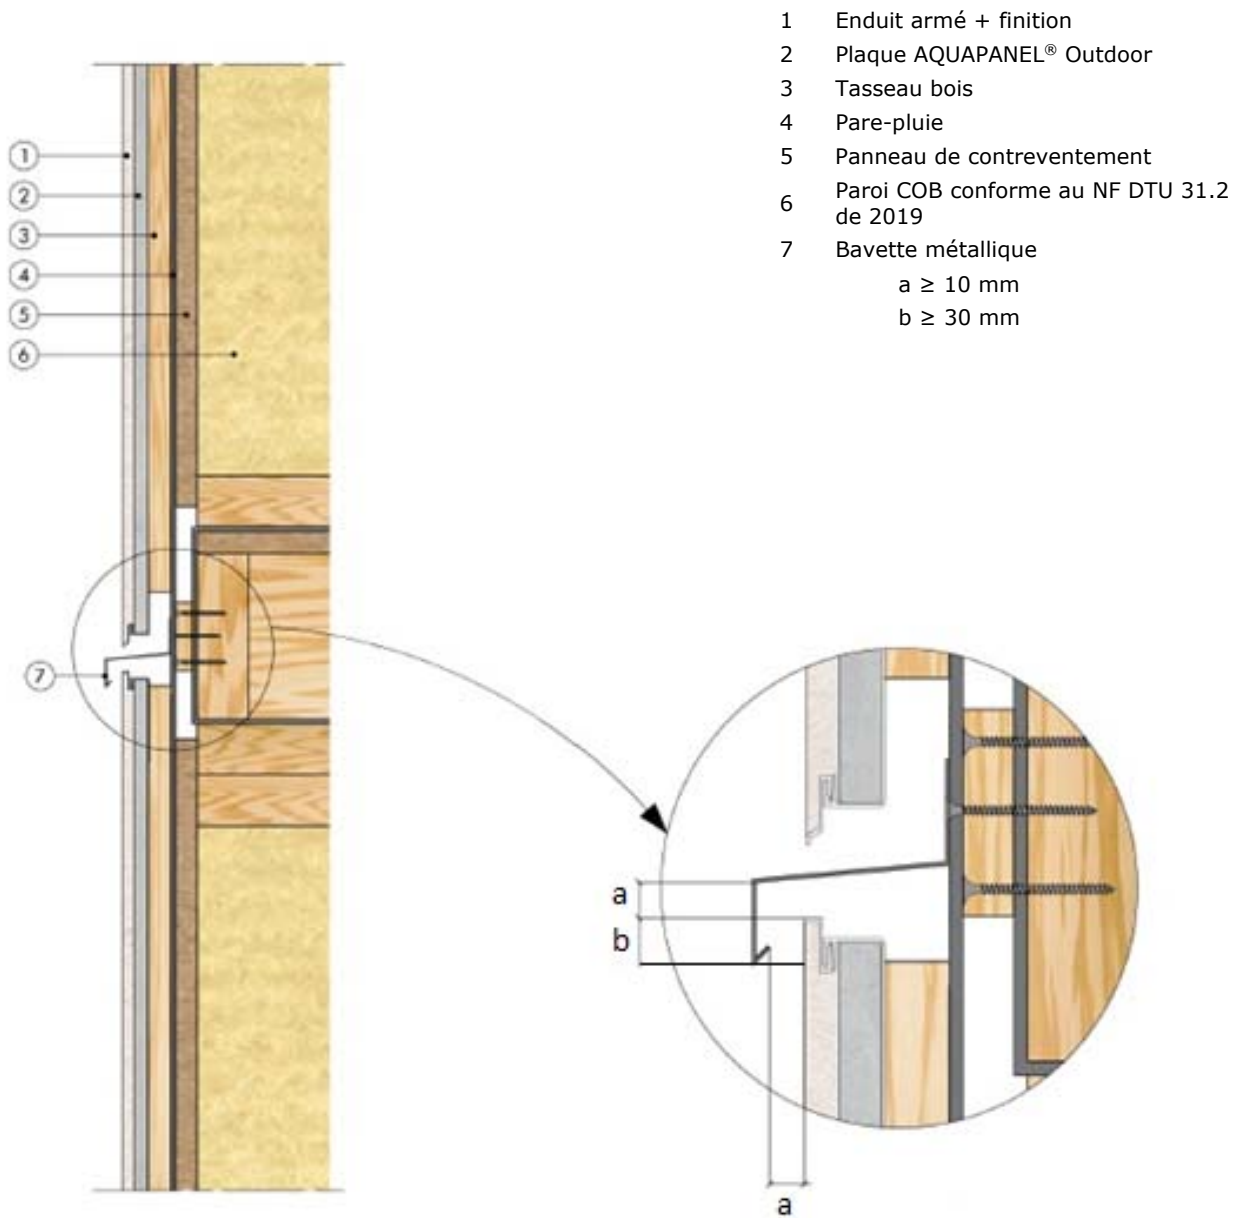 1 Enduit armé + finition
2 Plaque AQUAPANEL® Outdoor
3 Tasseau bois
4 Pare-pluie
5 Panneau de contreventement
6 Paroi COB conforme au NF DTU 31.2
de 2019
7 Bavette métallique
a ≥ 10 mm
b ≥ 30 mm
1
2
3
4
5
6
7
a
b
a